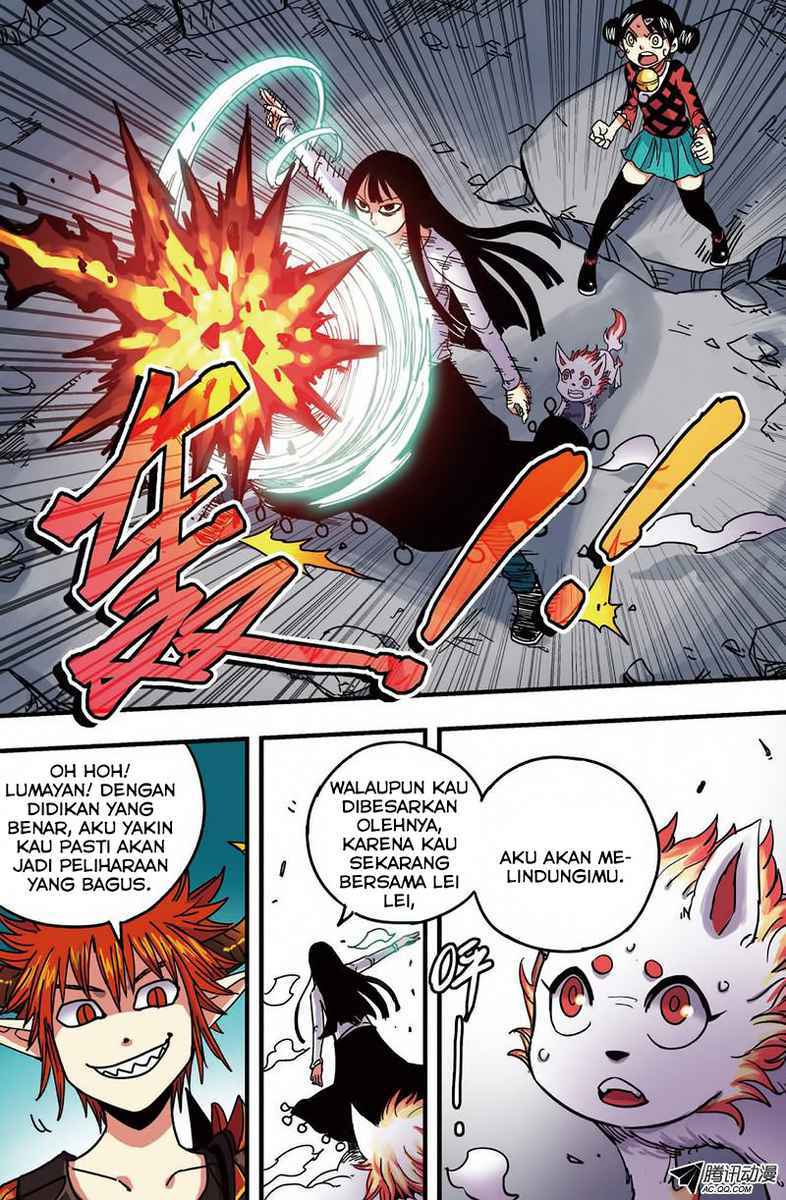 轰!!
OH HOH!
LUMAYAN! DENGAN
DIDIKAN YANG
BENAR, AKU YAKIN
KAU PASTI AKAN
JADI PELIHARAAN
YANG BAGUS.
WALAUPUN KAU
DIBESARKAN
OLEHNYA,
KARENA KAU
SEKARANG
BERSAMA LEI LEI,
AKU AKAN ME-
LINDUNGIMU.
呼
腾讯动漫
AC.QQ.COM